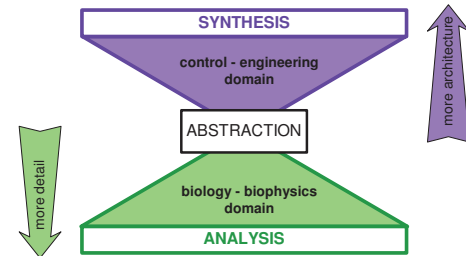 SYNTHESIS
control - engineering
domain
more architecture
ABSTRACTION
more detail
biology - biophysics
domain
ANALYSIS